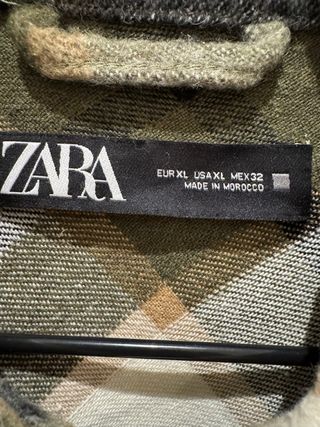 ZARA
EUR XL USA XL MEX 32
MADE IN MOROCCO